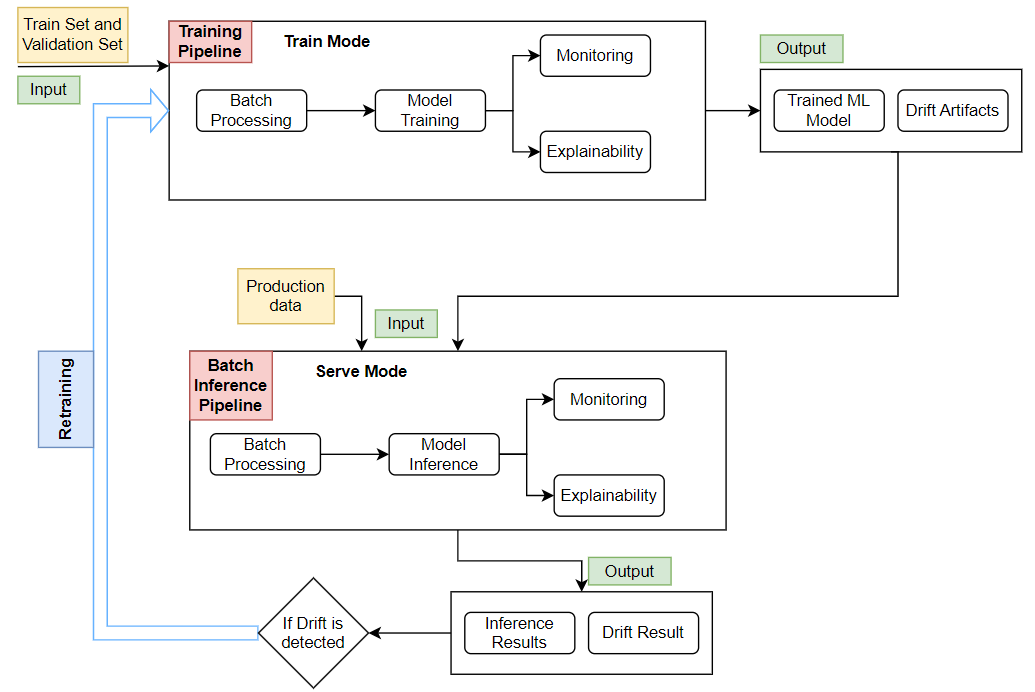 Train Set and
Validation Set
Input
Training
Pipeline
Train Mode
Batch
Processing
Model
Training
Monitoring
Explainability
Output
Trained ML
Model
Drift Artifacts
Production
data
Input
Batch
Inference
Pipeline
Serve Mode
Batch
Processing
Model
Inference
Monitoring
Explainability
Retraining
Output
Inference
Results
Drift Result
If Drift is
detected